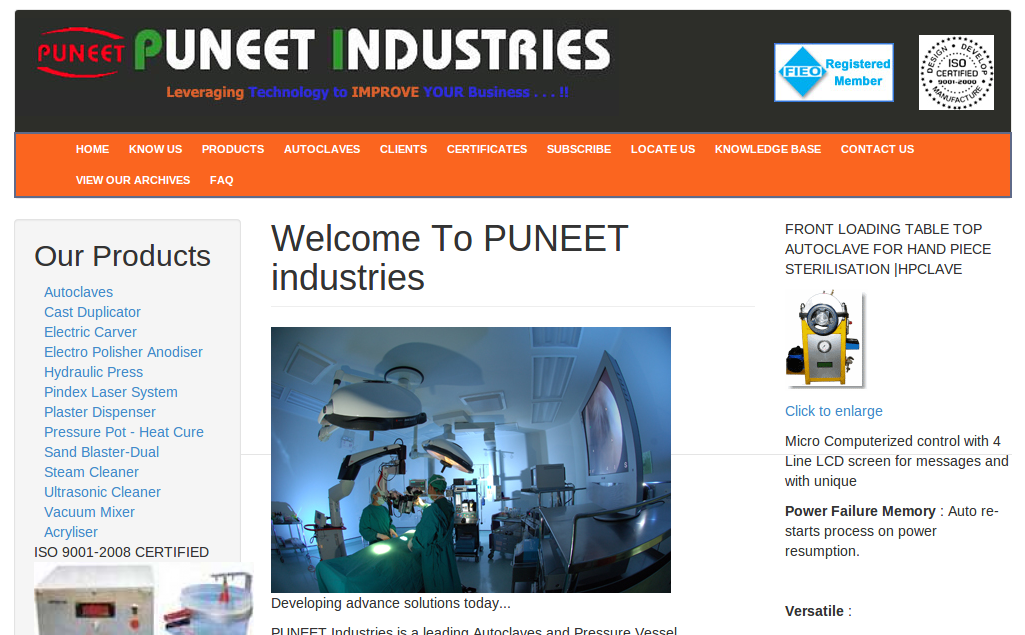 PUNEET
PUNEET INDUSTRIES
Leveraging Technology to IMPROVE YOUR Business . . . !!
FIEO
Registered
Member
DESIGN • DEVELOP
ISO
CERTIFIED
9001-2000
MANUFACTURE
HOME KNOW US PRODUCTS AUTOCLAVES CLIENTS CERTIFICATES SUBSCRIBE LOCATE US KNOWLEDGE BASE CONTACT US
VIEW OUR ARCHIVES FAQ
Our Products
Autoclaves
Cast Duplicator
Electric Carver
Electro Polisher Anodiser
Hydraulic Press
Pindex Laser System
Plaster Dispenser
Pressure Pot - Heat Cure
Sand Blaster-Dual
Steam Cleaner
Ultrasonic Cleaner
Vacuum Mixer
Acryliser
ISO 9001-2008 CERTIFIED
Welcome To PUNEET
industries
Developing advance solutions today...
PUNEET Industries is a leading Autoclaves and Pressure Vessel
FRONT LOADING TABLE TOP
AUTOCLAVE FOR HAND PIECE
STERILISATION |HPCLAVE
Click to enlarge
Micro Computerized control with 4
Line LCD screen for messages and
with unique
Power Failure Memory : Auto re-
starts process on power
resumption.
Versatile :